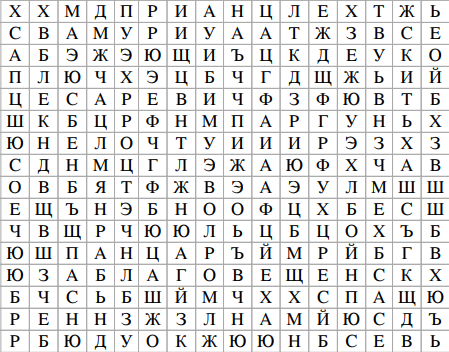 Х Х М Д П Р И А Н Ц Л Е Х Т Ж Ь
С В А М У Р И У А А Т Ж З В С Е
А Б Э Ж Э Ю Щ И Ъ Ц К Д Е У К О
П Л Ю Ч Х Э Ц Б Ч Г Д Щ Ж Ь И Й
Ц Е С А Р Е В И Ч Ф З Ф Ю В Т Б
Ш К Б Ц Р Ф Н М П А Р Г У Н Ь Х
Ю Н Е Л О Ч Т У И И И Р Э З Х З
С Д Н М Ц Г Л Э Ж А Ю Ф Х Ч А В
О В Б Я Т Ф Ж В Э А Э У Л М Ш Ш
Е Щ Ъ Н Э Б Н О О Ф Ц Х Б Е С Ш
Ч В Щ Р Ч Ю Ю Л Ь Ц Б Ц О Х Ъ Б
Ю Ш П А Н Ц А Р Ъ Й М Р Й Б Г В
Ю З А Б Л А Г О В Е Щ Е Н С К Х
Б Ч С Ь Б Ш Й М Ч Х Х С П А Щ Ю
Р Е Н Н З Ж З Л Н А М Й Ю С Д Ъ
Р Б Ю Д У О К Ж Ю Ю Н Б С Е В Ь